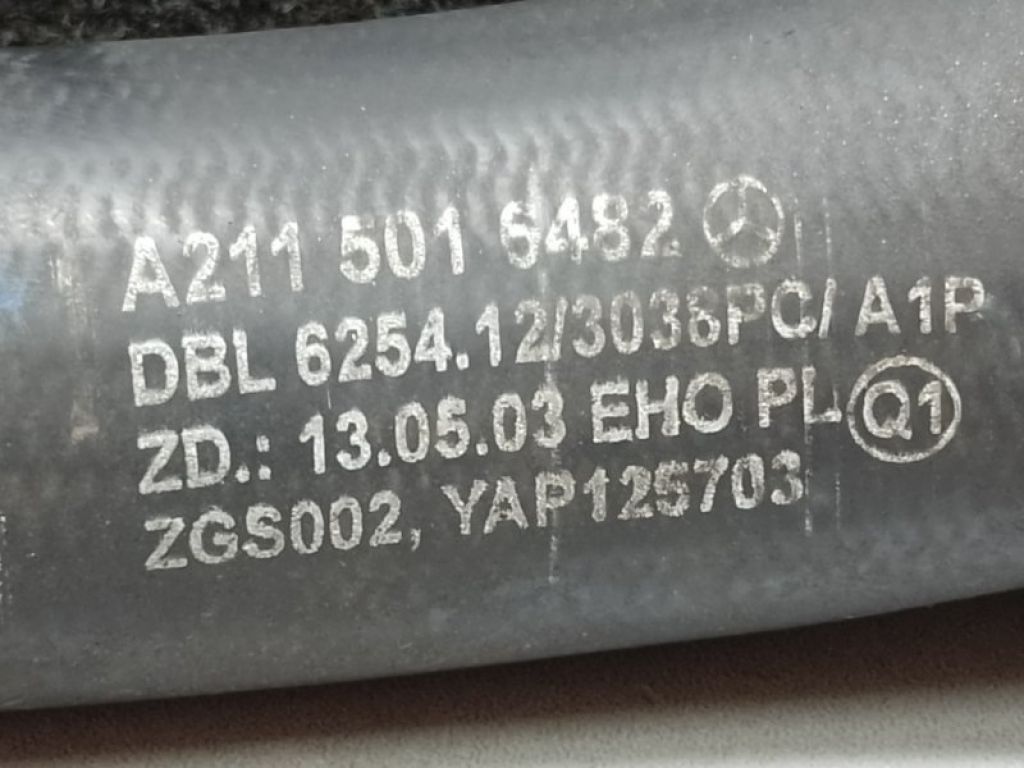 A211 501 6482
DBL 6254.12/3036PC/ A1P
ZD.: 13.05.03 EHO PL Q1
ZGS002, YAP125703